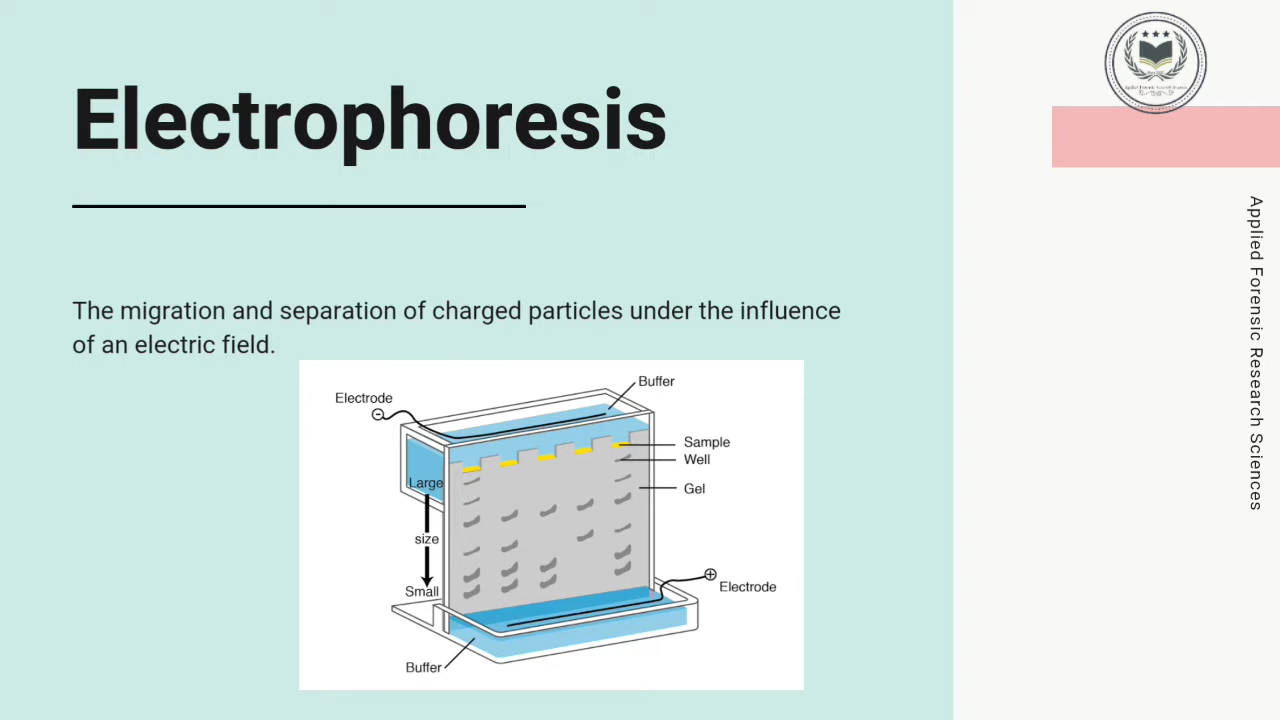 Electrophoresis
The migration and separation of charged particles under the influence
of an electric field.
Buffer
Electrode
Sample
Well
Gel
Large
size
Small
Electrode
Buffer
Applied Forensic Research Sciences